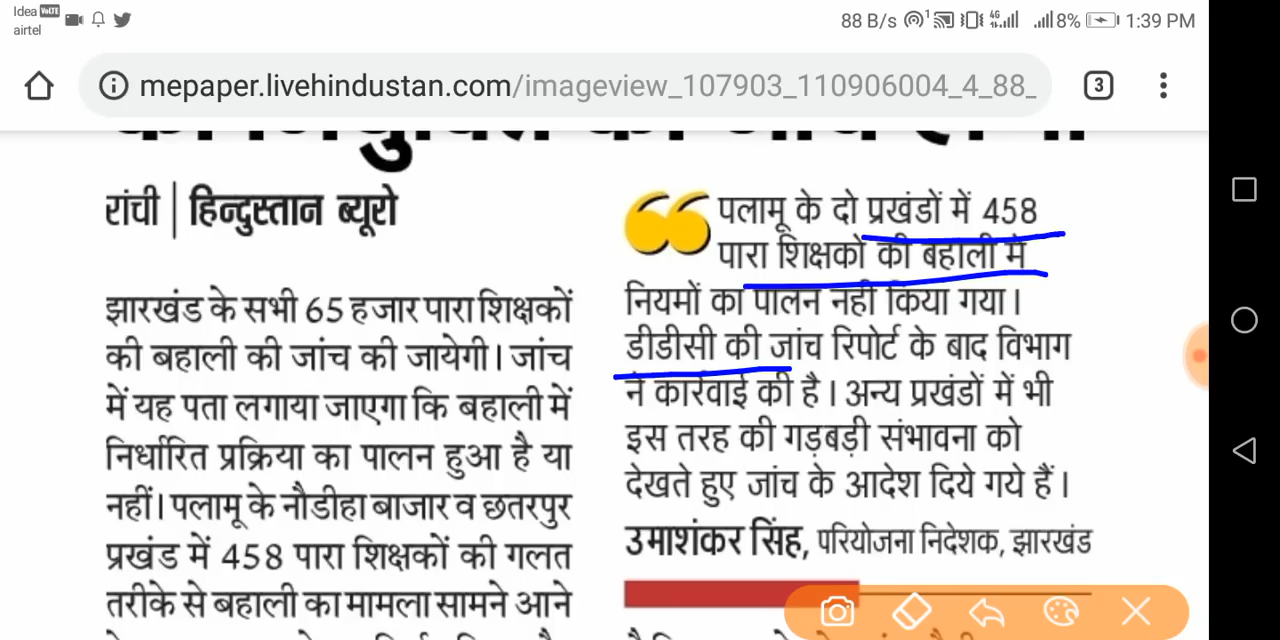 Idea VoLTE
airtel
88 B/s 4G 8% 1:39 PM
mepaper.livehindustan.com/imageview_107903_110906004_4_88_
3
रांची | हिन्दुस्तान ब्यूरो
झारखंड के सभी 65 हजार पारा शिक्षकों
की बहाली की जांच की जायेगी। जांच
में यह पता लगाया जाएगा कि बहाली में
निर्धारित प्रक्रिया का पालन हुआ है या
नहीं। पलामू के नौडीहा बाजार व छतरपुर
प्रखंड में 458 पारा शिक्षकों की गलत
तरीके से बहाली का मामला सामने आने
पलामू के दो प्रखंडों में 458
पारा शिक्षकों की बहाली में
नियमों का पालन नहीं किया गया।
डीडीसी की जांच रिपोर्ट के बाद विभाग
ने कार्रवाई की है। अन्य प्रखंडों में भी
इस तरह की गड़बड़ी संभावना को
देखते हुए जांच के आदेश दिये गये हैं।
उमाशंकर सिंह, परियोजना निदेशक, झारखंड